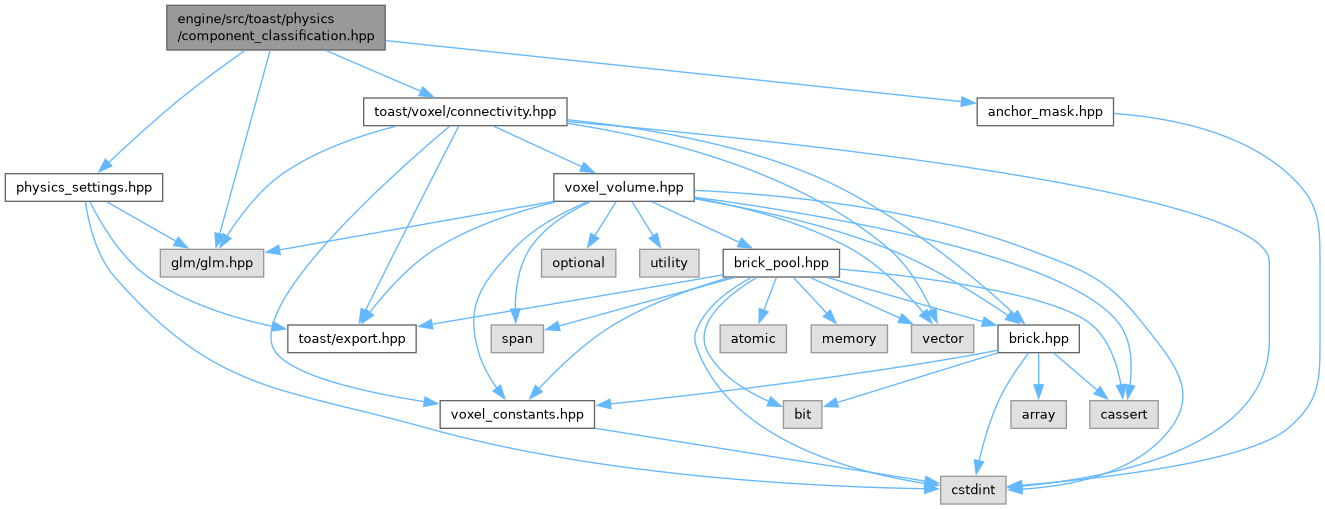 engine/src/toast/physics
/component_classification.hpp
toast/voxel/connectivity.hpp
anchor_mask.hpp
physics_settings.hpp
voxel_volume.hpp
glm/glm.hpp
optional
utility
brick_pool.hpp
toast/export.hpp
span
atomic
memory
vector
brick.hpp
voxel_constants.hpp
bit
array
cassert
cstdint